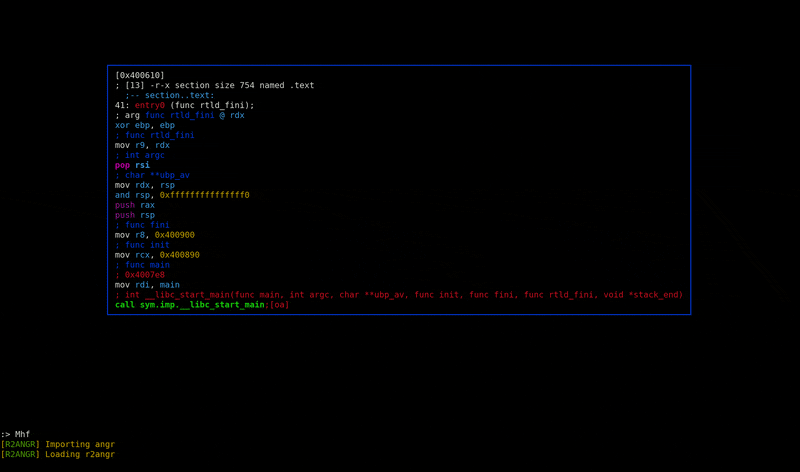 [0x400610]
; [13] -r-x section size 754 named .text
;-- section..text:
41: entry0 (func rtld_fini);
; arg func rtld_fini @ rdx
xor ebp, ebp
; func rtld_fini
mov r9, rdx
; int argc
pop rsi
; char **ubp_av
mov rdx, rsp
and rsp, 0xfffffffffffffff0
push rax
push rsp
; func fini
mov r8, 0x400900
; func init
mov rcx, 0x400890
; func main
; 0x4007e8
mov rdi, main
; int __libc_start_main(func main, int argc, char **ubp_av, func init, func fini, func rtld_fini, void *stack_end)
call sym.imp.__libc_start_main;[oa]
:> Mhf
[R2ANGR] Importing angr
[R2ANGR] Loading r2angr